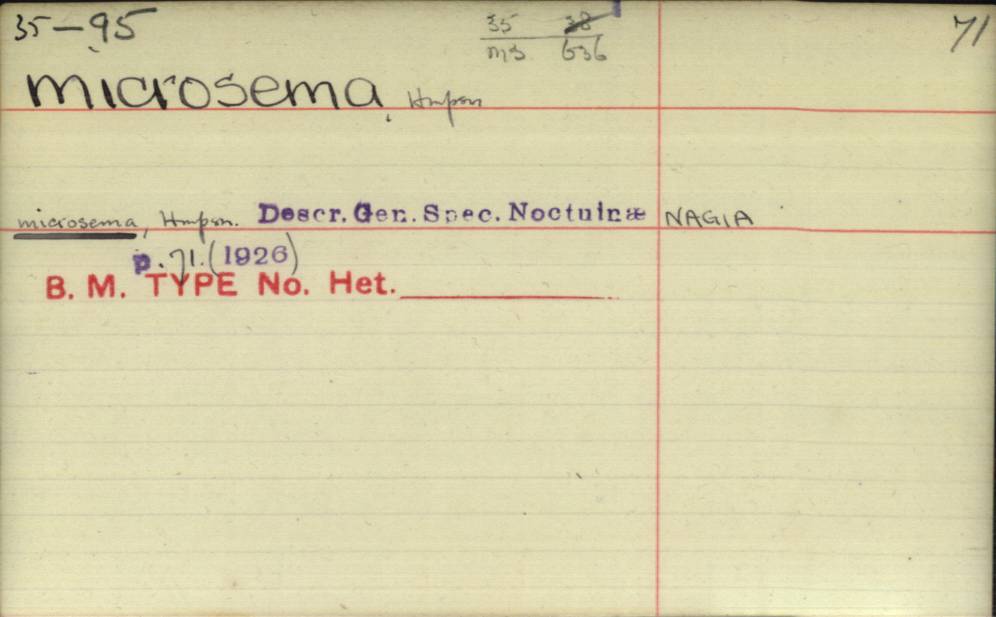 35-95 35 38 71
ms. 636
microsema, Hmpsn
microsema, Hmpsn. Descr. Gen. Spec. Noctuinæ NAGIA
p. 71. (1926)
B. M. TYPE No. Het.